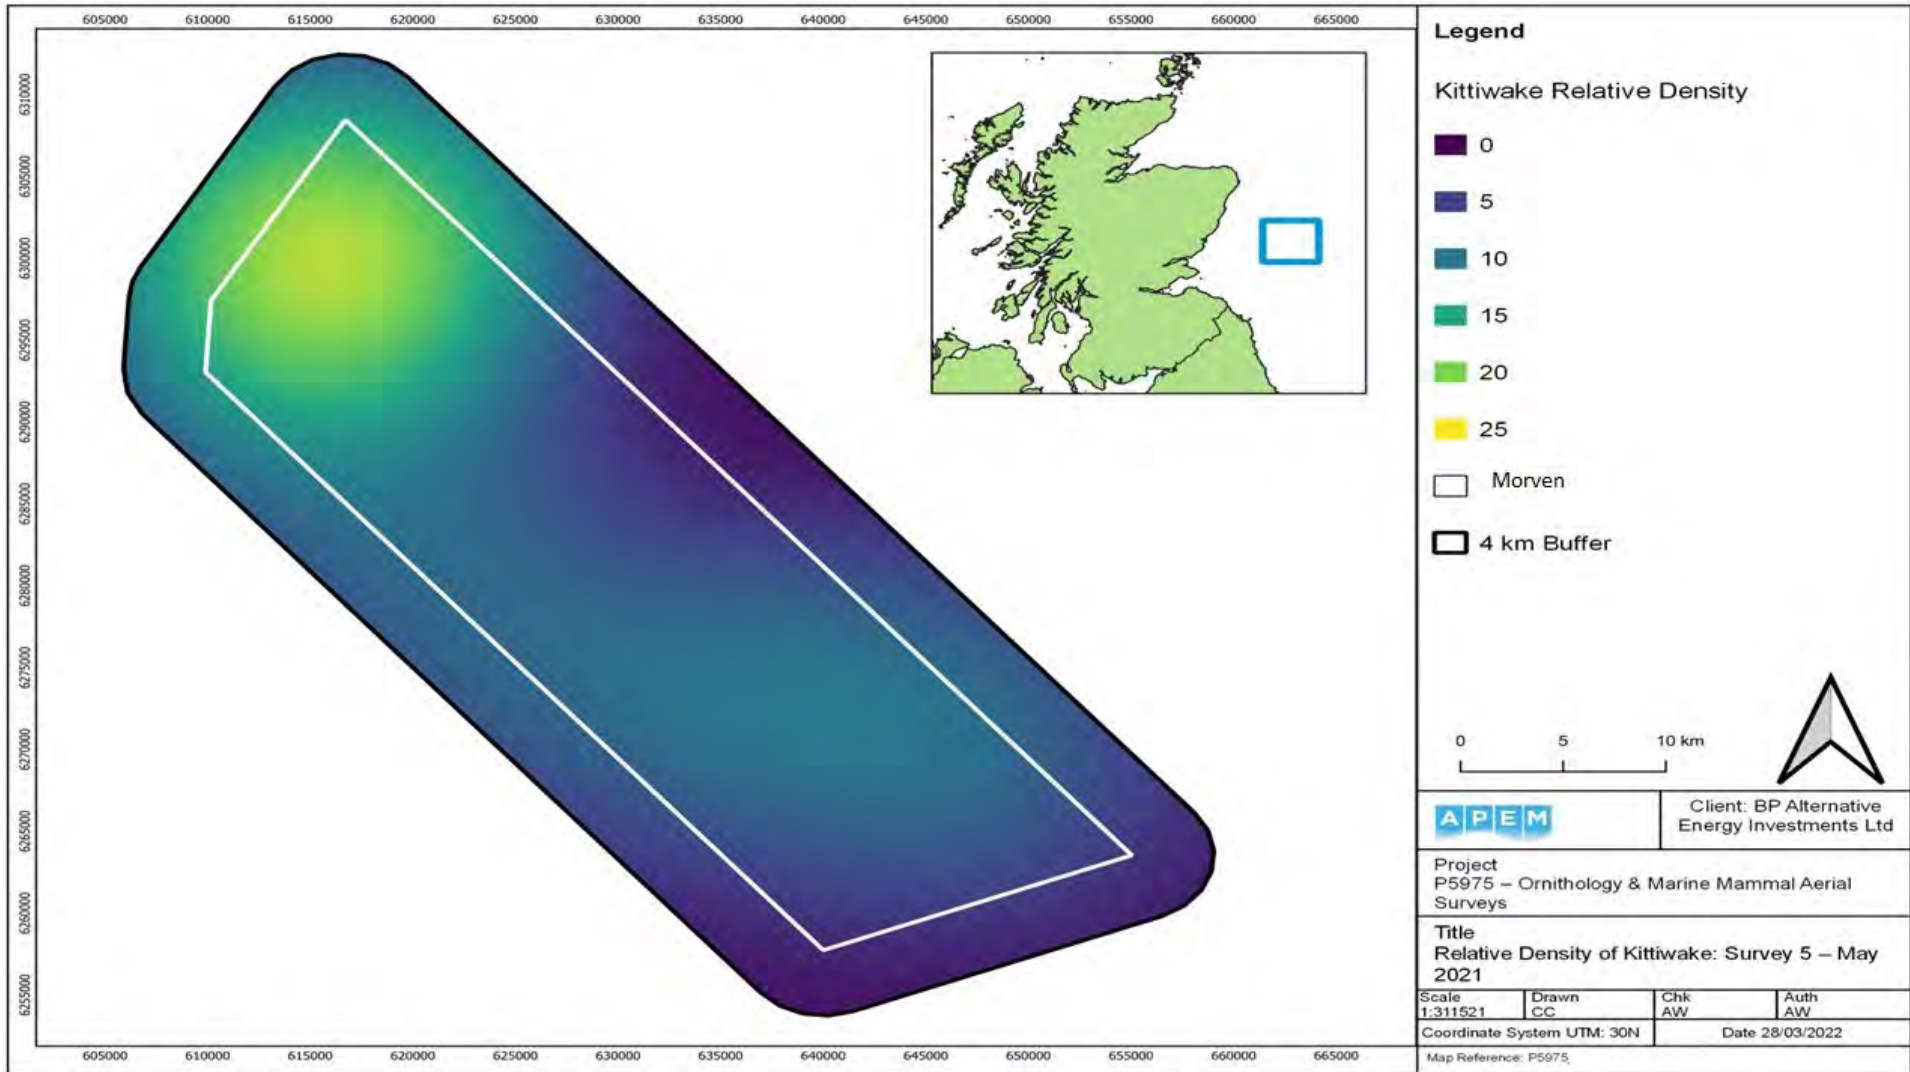 605000 610000 615000 620000 625000 630000 635000 640000 645000 650000 655000 660000 665000
6310000
6305000
6300000
6295000
6290000
6285000
6280000
6275000
6270000
6265000
6260000
6255000
605000 610000 615000 620000 625000 630000 635000 640000 645000 650000 655000 660000 665000
Legend
Kittiwake Relative Density
0
5
10
15
20
25
Morven
4 km Buffer
0 5 10 km
APEM
Client: BP Alternative
Energy Investments Ltd
Project
P5975 – Ornithology & Marine Mammal Aerial
Surveys
Title
Relative Density of Kittiwake: Survey 5 – May
2021
Scale
1:311521
Drawn
CC
Chk
AW
Auth
AW
Coordinate System UTM: 30N
Date 28/03/2022
Map Reference: P5975